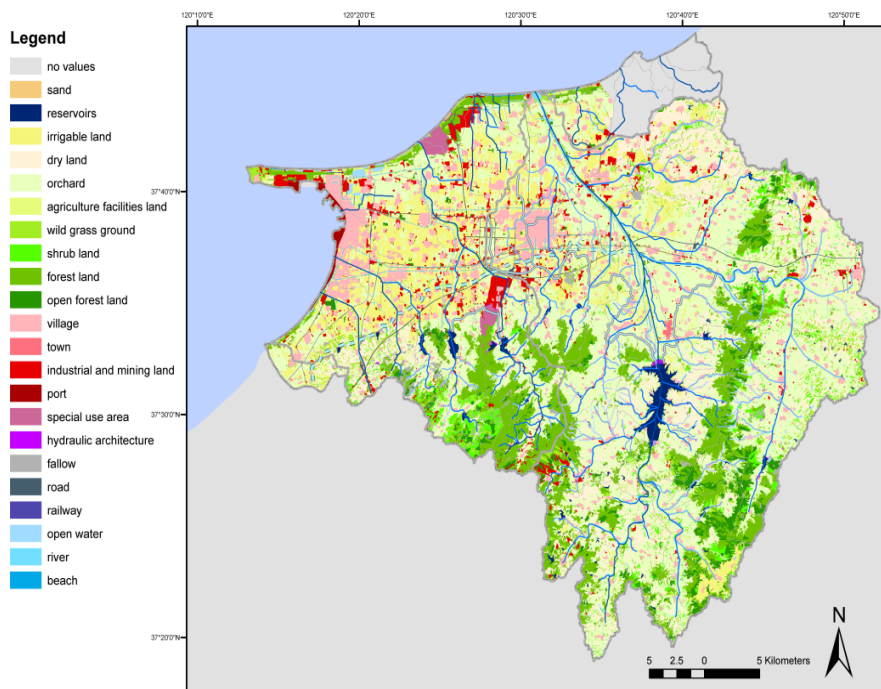 120°10'0"E
120°20'0"E
120°30'0"E
120°40'0"E
120°50'0"E
Legend
no values
sand
reservoirs
irrigable land
dry land
orchard
agriculture facilities land
wild grass ground
shrub land
forest land
open forest land
village
town
industrial and mining land
port
special use area
hydraulic architecture
fallow
road
railway
open water
river
beach
37°40'0"N
37°30'0"N
37°20'0"N
N
5 2.5 0 5 Kilometers